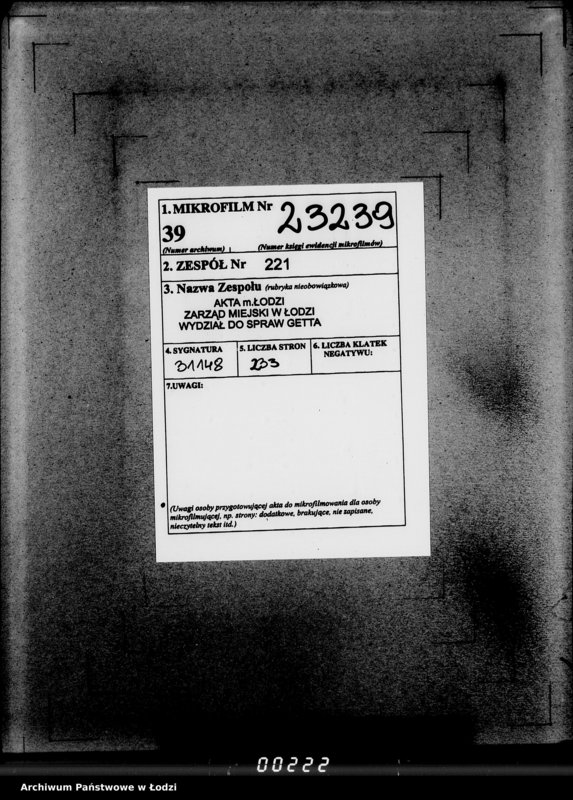 1. MIKROFILM Nr 23239
39
(Numer archiwum) (Numer księgi ewidencji mikrofilmów)
2. ZESPÓŁ Nr 221
3. Nazwa Zespołu (rubryka nieobowiązkowa)
AKTA m.ŁODZI
ZARZĄD MIEJSKI W ŁODZI
WYDZIAŁ DO SPRAW GETTA
4. SYGNATURA 5. LICZBA STRON 6. LICZBA KLATEK
NEGATYWU:
31148 233
7.UWAGI:
(Uwagi osoby przygotowującej akta do mikrofilmowania dla osoby
mikrofilmującej, np. strony: dodatkowe, brakujące, nie zapisane,
nieczytelny tekst itd.)
00222
Archiwum Państwowe w Łodzi